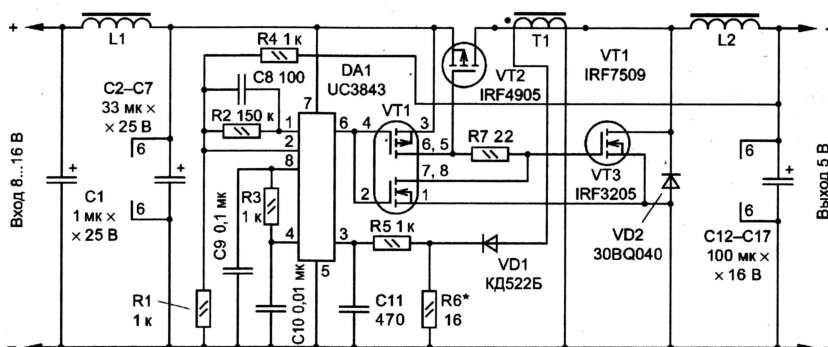 +
L1
R4 1 к
C8 100
DA1
UC3843
T1
VT1
IRF7509
L2
+
VT2
IRF4905
C2–C7
33 мк ×
× 25 В
R2 150 к
7
1
2
8
6
4
VT1
3
6, 5
R7 22
7, 8
2
1
VT3
IRF3205
Вход 8...16 В
+
6
6
+
C1
1 мк ×
× 25 В
C9 0,1 мк
R3
1 к
4
3
5
R5 1 к
VD1
КД522Б
VD2
30BQ040
6
6
+
C12–C17
100 мк ×
× 16 В
Выход 5 В
R1
1 к
C10 0,01 мк
C11
470
R6*
16
–
–